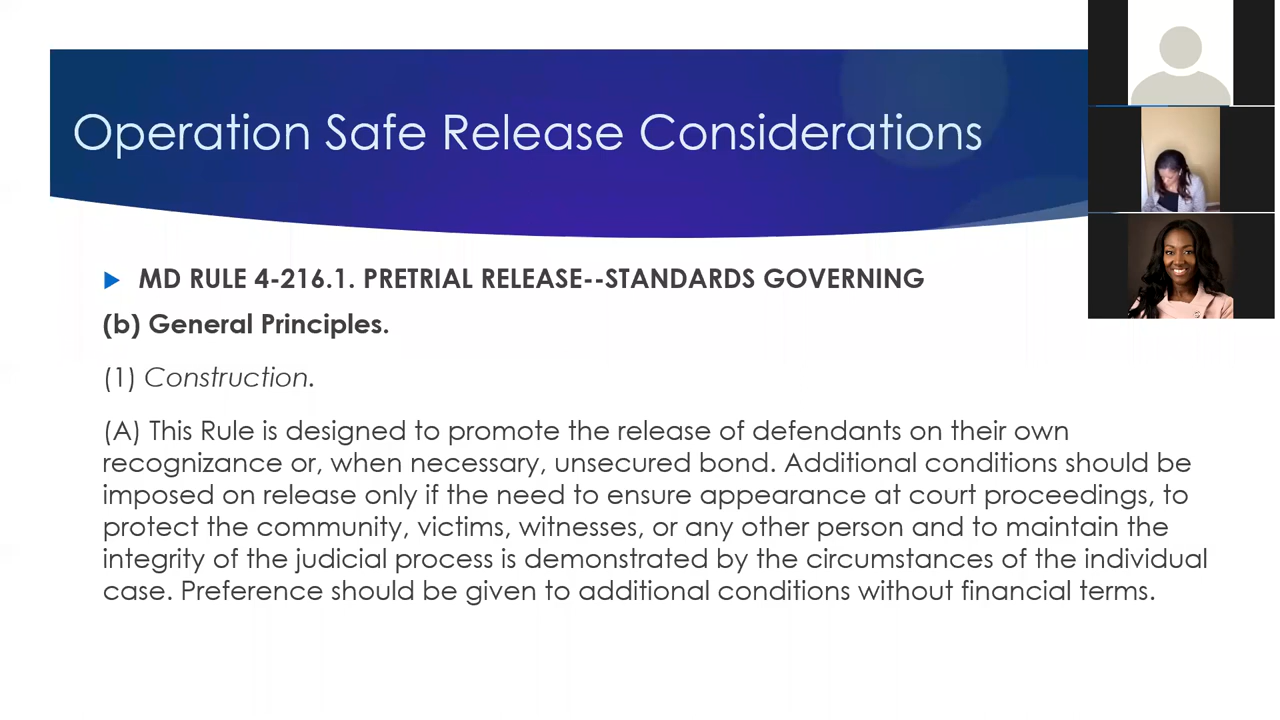 Operation Safe Release Considerations
MD RULE 4-216.1. PRETRIAL RELEASE--STANDARDS GOVERNING
(b) General Principles.
(1) Construction.
(A) This Rule is designed to promote the release of defendants on their own
recognizance or, when necessary, unsecured bond. Additional conditions should be
imposed on release only if the need to ensure appearance at court proceedings, to
protect the community, victims, witnesses, or any other person and to maintain the
integrity of the judicial process is demonstrated by the circumstances of the individual
case. Preference should be given to additional conditions without financial terms.